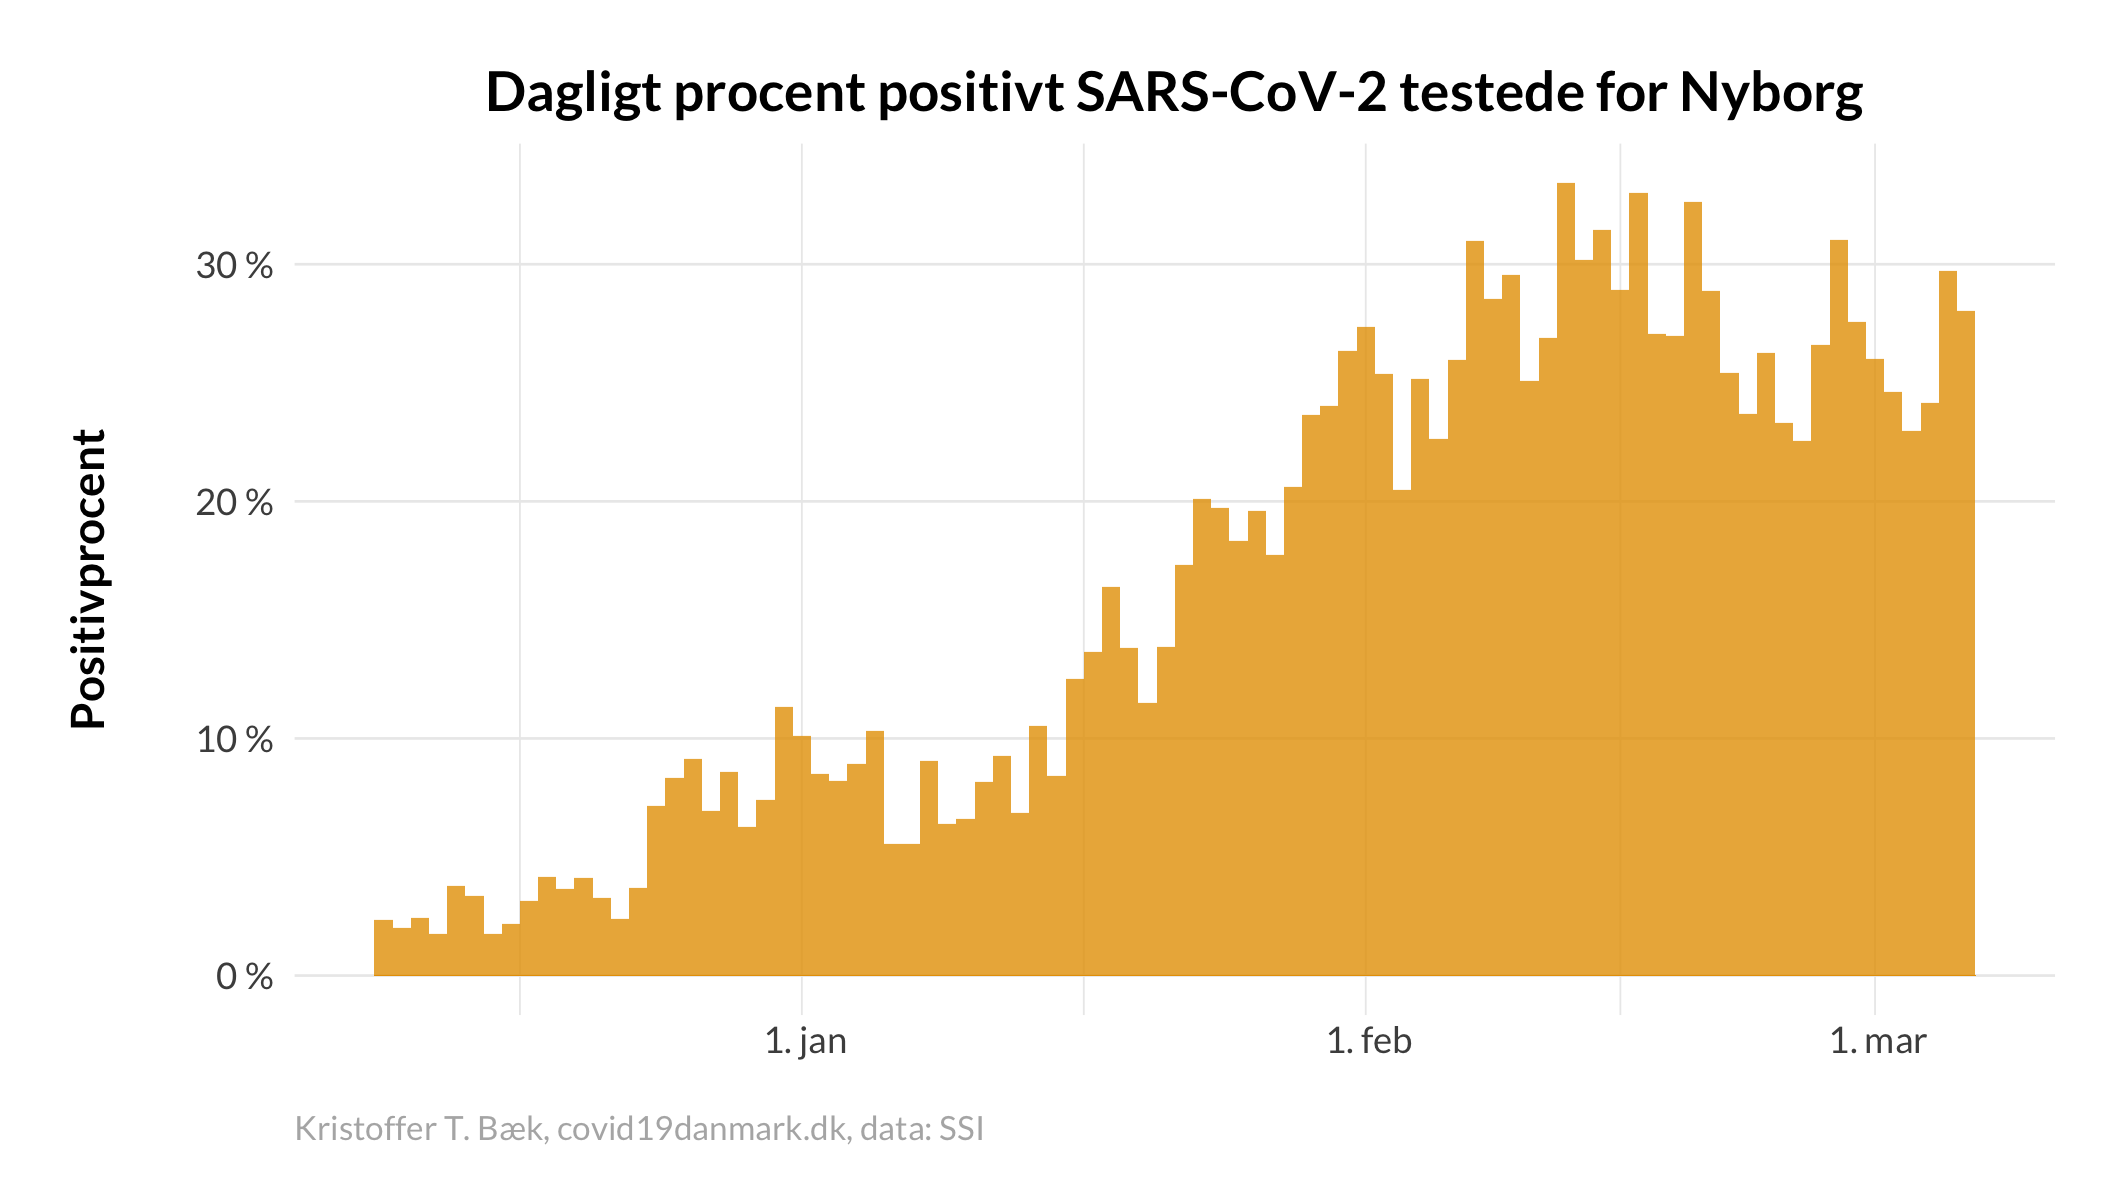 Dagligt procent positivt SARS-CoV-2 testede for Nyborg
Positivprocent
30 %
20 %
10 %
0 %
1. jan
1. feb
1. mar
Kristoffer T. Bæk, covid19danmark.dk, data: SSI